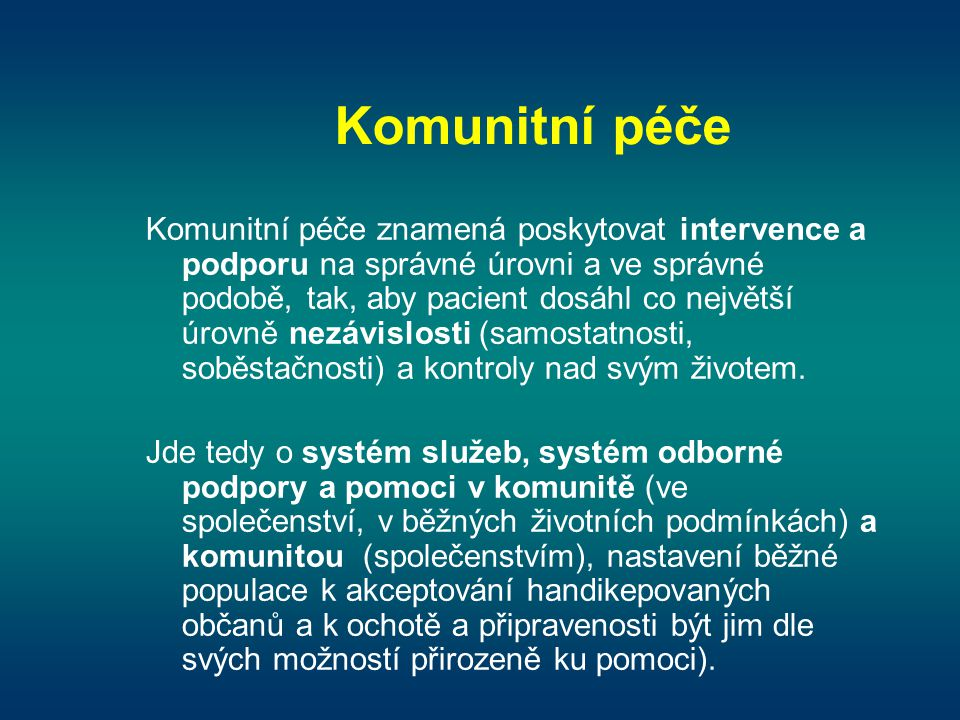 Komunitní péče
Komunitní péče znamená poskytovat intervence a
podporu na správné úrovni a ve správné
podobě, tak, aby pacient dosáhl co největší
úrovně nezávislosti (samostatnosti,
soběstačnosti) a kontroly nad svým životem.
Jde tedy o systém služeb, systém odborné
podpory a pomoci v komunitě (ve
společenství, v běžných životních podmínkách) a
komunitou (společenstvím), nastavení běžné
populace k akceptování handikepovaných
občanů a k ochotě a připravenosti být jim dle
svých možností přirozeně ku pomoci).